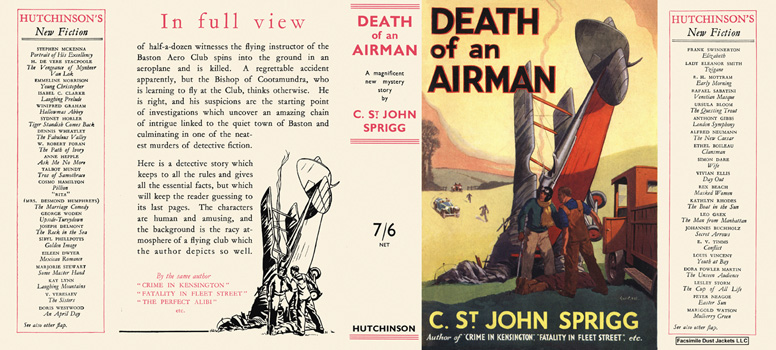 HUTCHINSON'S
New Fiction
STEPHEN MCKENNA
Portrait of His Excellency
H. DE VERE STACPOOLE
The Vengeance of Mynheer
Van Lok
EMMELINE MORRISON
Young Christopher
ISABEL C. CLARKE
Laughing Prelude
WINIFRED GRAHAM
Hallowmas Abbey
SYDNEY HORLER
Tiger Standish Comes Back
DENNIS WHEATLEY
The Fabulous Valley
W. ROBERT FORAN
The Path of Ivory
ANNE HEPPLE
Ask Me No More
TALBOT MUNDY
Tros of Samothrace
COSMO HAMILTON
Pillion
"RITA"
(MRS. DESMOND HUMPHREYS)
The Marriage Comedy
GEORGE WODEN
Upside-Turveydown
JOSEPH DELMONT
The Rock in the Sea
SIBYL PHILLPOTTS
Golden Image
EILEEN DWYER
Mexican Romance
MARJORIE STEWART
Some Master Hand
KAY LYNN
Laughing Mountains
T. VERESAEV
The Sisters
DORIS WESTWOOD
An April Day
See also other flap.
In full view
of half-a-dozen witnesses the flying instructor of the
Baston Aero Club spins into the ground in an
aeroplane and is killed. A regrettable accident
apparently, but the Bishop of Cootamundra, who
is learning to fly at the Club, thinks otherwise. He
is right, and his suspicions are the starting point
of investigations which uncover an amazing chain
of intrigue linked to the quiet town of Baston and
culminating in one of the neat-
est murders of detective fiction.
Here is a detective story which
keeps to all the rules and gives
all the essential facts, but which
will keep the reader guessing to
its last pages. The characters
are human and amusing, and
the background is the racy at-
mosphere of a flying club which
the author depicts so well.
By the same author
"CRIME IN KENSINGTON"
"FATALITY IN FLEET STREET"
"THE PERFECT ALIBI"
etc.
DEATH
of an
AIRMAN
A magnificent
new mystery
story
by
C. ST JOHN
SPRIGG
7/6
NET
HUTCHINSON
DEATH
of an
AIRMAN
C. ST JOHN SPRIGG
Author of "CRIME IN KENSINGTON", "FATALITY IN FLEET STREET", etc.
HUTCHINSON'S
New Fiction
FRANK SWINNERTON
Elizabeth
LADY ELEANOR SMITH
Tzigane
R. H. MOTTRAM
Early Morning
RAFAEL SABATINI
Venetian Masque
URSULA BLOOM
The Questing Trout
ANTHONY GIBBS
London Symphony
ALFRED NEUMANN
The New Caesar
ETHEL BOILEAU
Clansman
SIMON DARE
Wife
VIVIAN ELLIS
Day Out
REX BEACH
Masked Women
KATHLYN RHODES
The Boat in the Sun
LEO GREX
The Man from Manhattan
JOHANNES BUCHHOLZ
Secret Arrows
E. V. TIMMS
Conflict
LOUIS VINCENT
Youth at Bay
DORA FOWLER MARTIN
The Unseen Audience
LESLEY STORM
The Cup of All Life
PETER NEAGOE
Easter Sun
MARIGOLD WATSON
Mulberry Green
See also other flap.
Facsimile Dust Jackets LLC